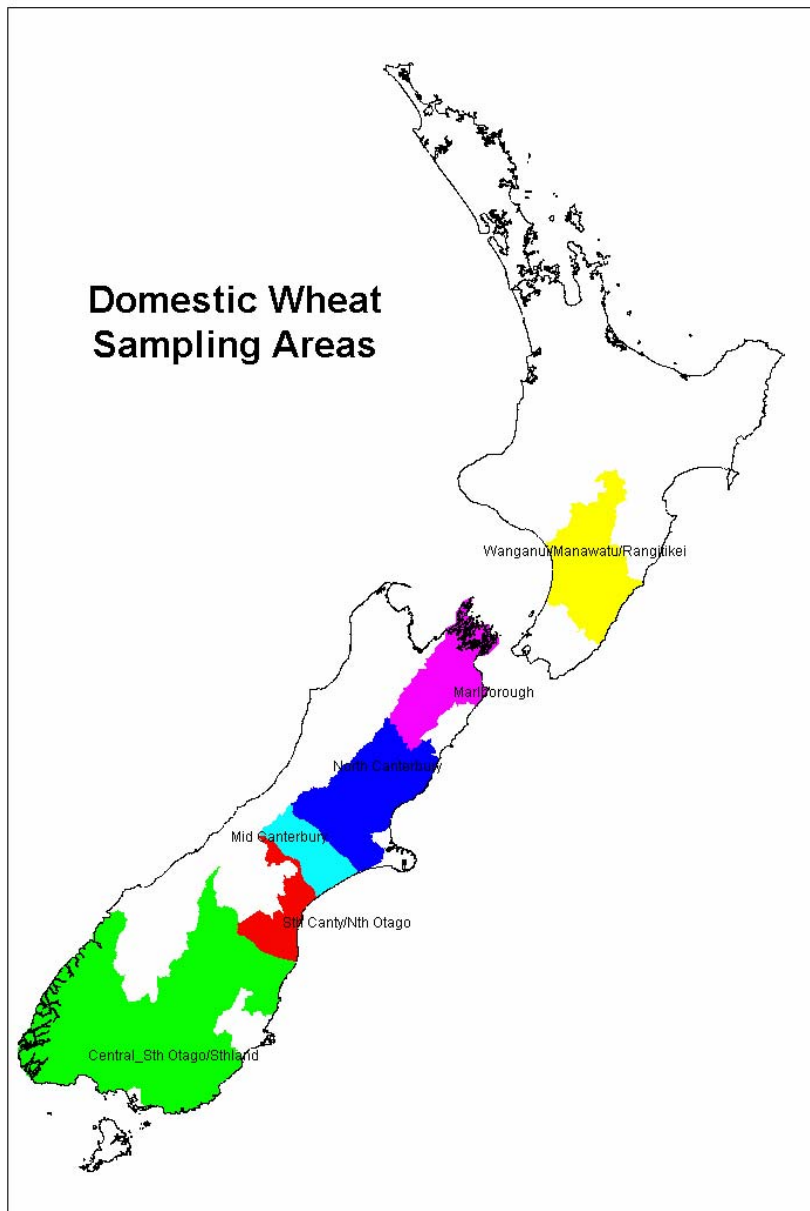 Domestic Wheat
Sampling Areas
Wanganui/Manawatu/Rangitikei
Marlborough
North Canterbury
Mid Canterbury
Sth Canty/Nth Otago
Central_Sth Otago/Sthland